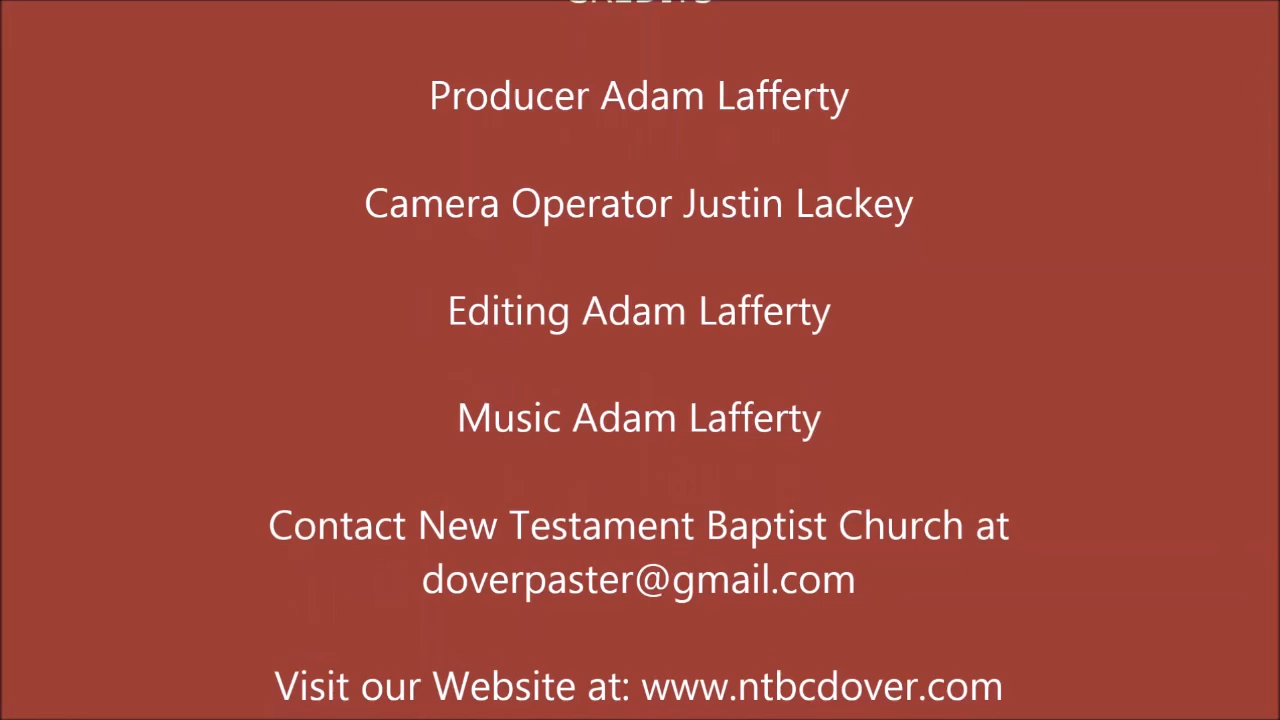 Producer Adam Lafferty
Camera Operator Justin Lackey
Editing Adam Lafferty
Music Adam Lafferty
Contact New Testament Baptist Church at
doverpaster@gmail.com
Visit our Website at: www.ntbcdover.com